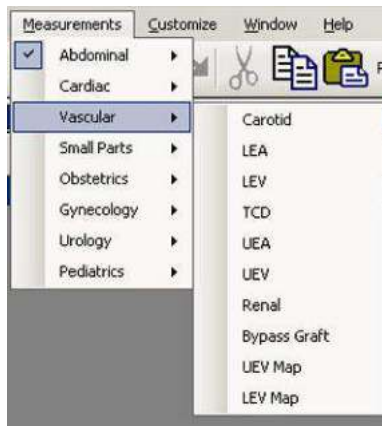 Measurements Customize Window Help
Abdominal
Cardiac
Vascular
Small Parts
Obstetrics
Gynecology
Urology
Pediatrics
Carotid
LEA
LEV
TCD
UEA
UEV
Renal
Bypass Graft
UEV Map
LEV Map